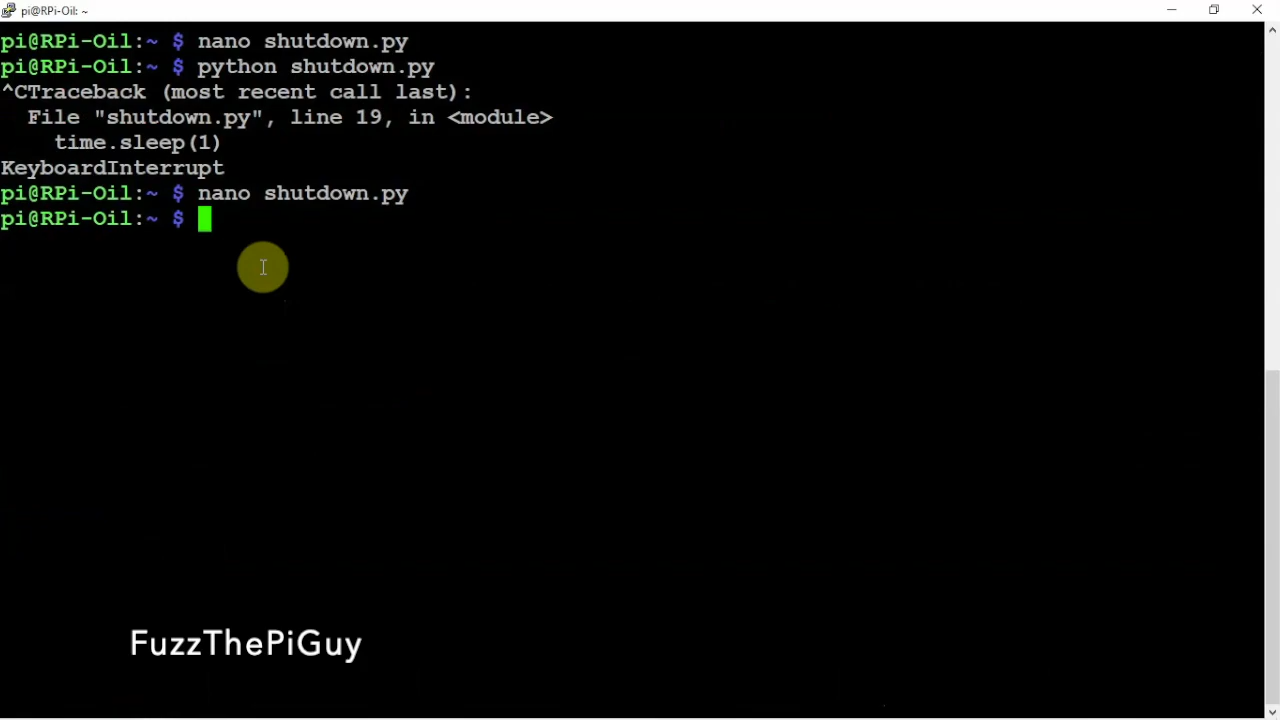 pi@RPi-Oil: ~
pi@RPi-Oil:~ $ nano shutdown.py
pi@RPi-Oil:~ $ python shutdown.py
^CTraceback (most recent call last):
  File "shutdown.py", line 19, in <module>
    time.sleep(1)
KeyboardInterrupt
pi@RPi-Oil:~ $ nano shutdown.py
pi@RPi-Oil:~ $
FuzzThePiGuy